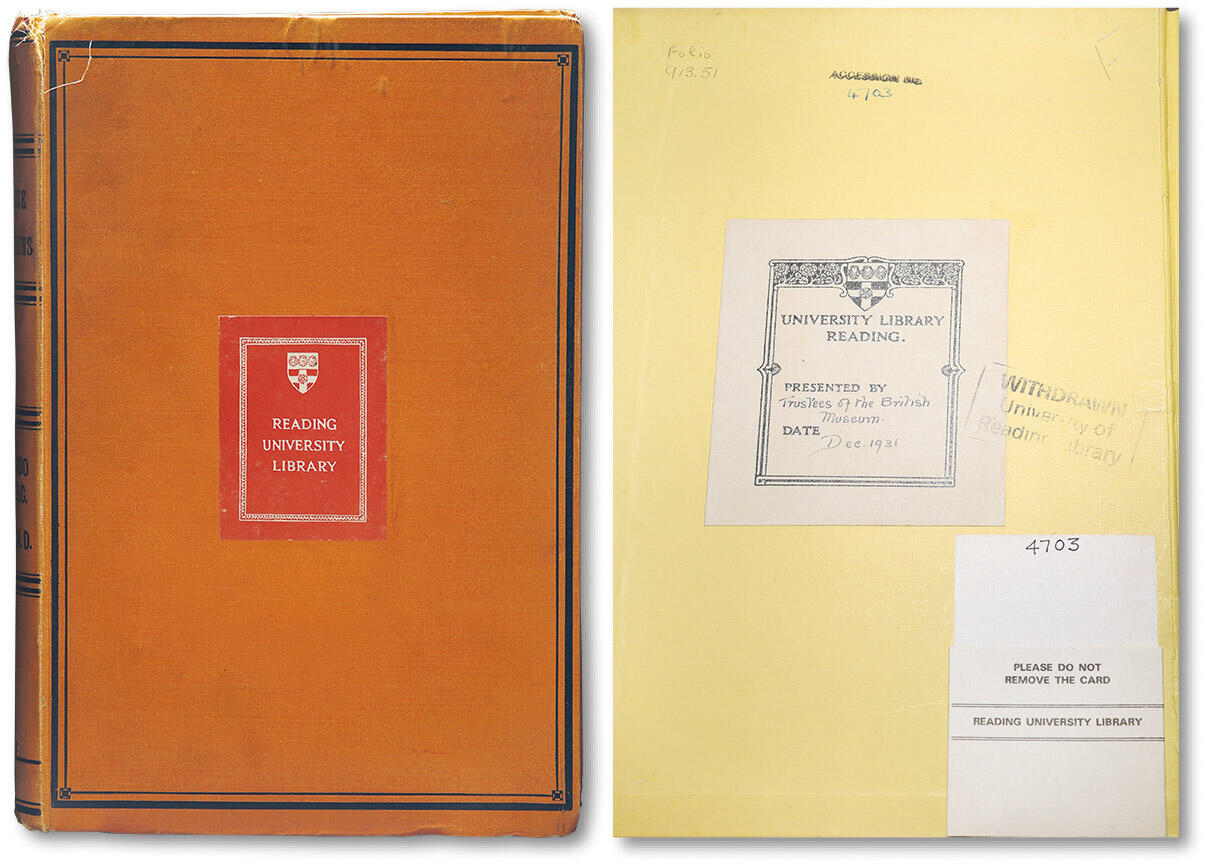 READING
UNIVERSITY
LIBRARY
Folio
913.51
ACCESSION NO.
4703
UNIVERSITY LIBRARY
READING.
PRESENTED BY
Trustees of the British
Museum.
DATE
Dec. 1931
WITHDRAWN
University of
Reading Library
4703
PLEASE DO NOT
REMOVE THE CARD
READING UNIVERSITY LIBRARY